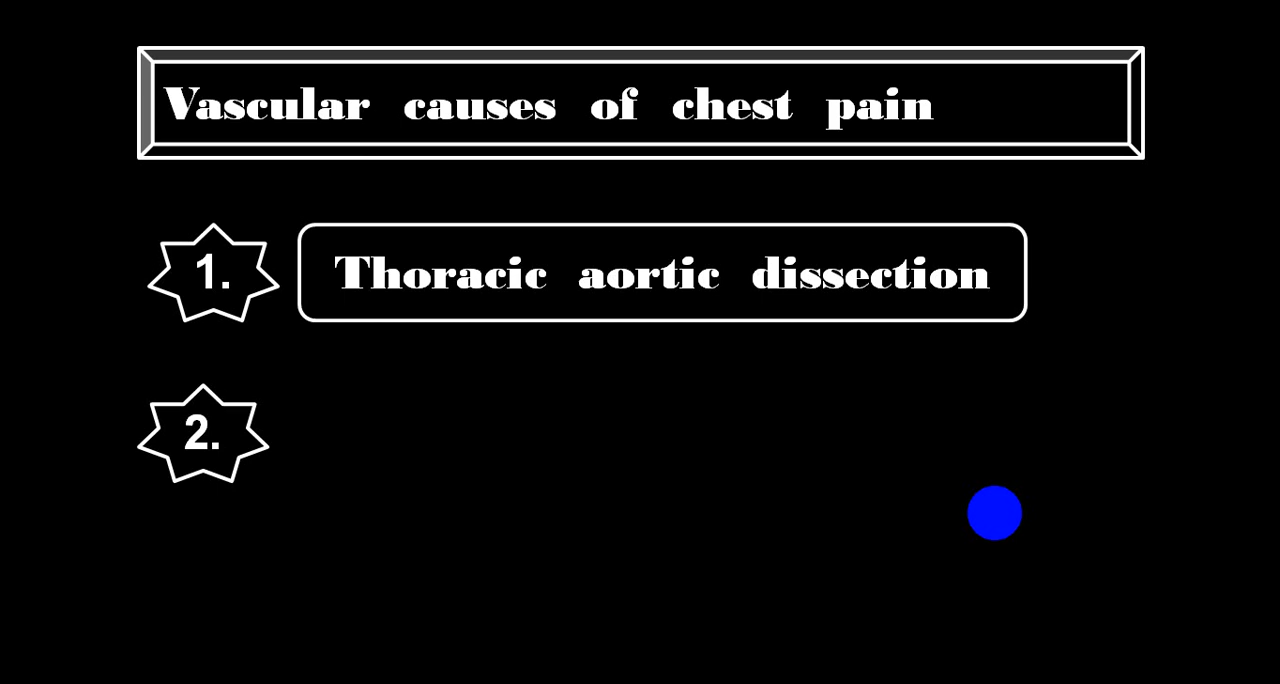 Vascular causes of chest pain
1. Thoracic aortic dissection
2.